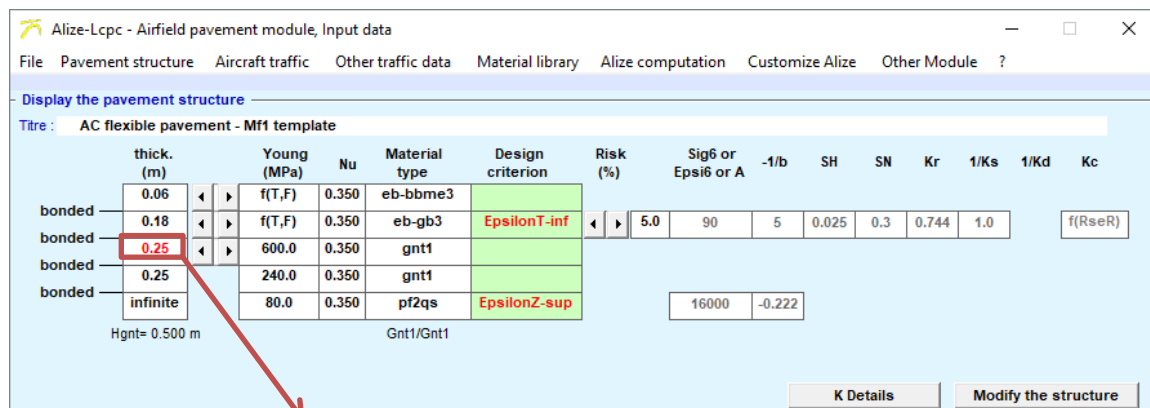 Alize-Lcpc - Airfield pavement module, Input data
File Pavement structure Aircraft traffic Other traffic data Material library Alize computation Customize Alize Other Module ?
Display the pavement structure
Titre : AC flexible pavement - Mf1 template
thick. (m) Young (MPa) Nu Material type Design criterion Risk (%) Sig6 or Epsi6 or A -1/b SH SN Kr 1/Ks 1/Kd Kc
0.06 f(T,F) 0.350 eb-bbme3
bonded
0.18 f(T,F) 0.350 eb-gb3 EpsilonT-inf 5.0 90 5 0.025 0.3 0.744 1.0 f(RseR)
bonded
0.25 600.0 0.350 gnt1
bonded
0.25 240.0 0.350 gnt1
bonded
infinite 80.0 0.350 pf2qs EpsilonZ-sup 16000 -0.222
Hgnt= 0.500 m Gnt1/Gnt1
K Details Modify the structure